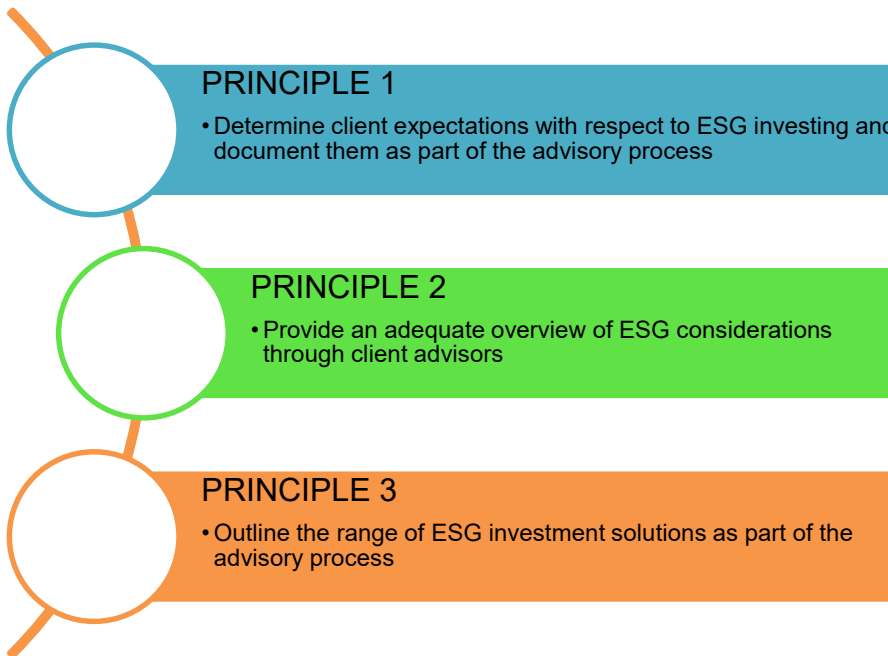 PRINCIPLE 1
• Determine client expectations with respect to ESG investing and
document them as part of the advisory process
PRINCIPLE 2
• Provide an adequate overview of ESG considerations
through client advisors
PRINCIPLE 3
• Outline the range of ESG investment solutions as part of the
advisory process